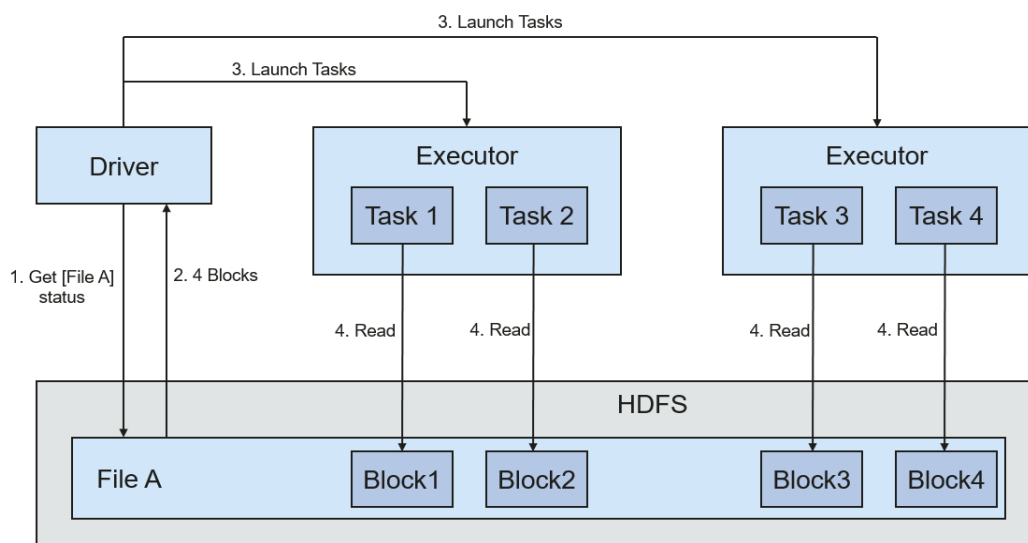 3. Launch Tasks
3. Launch Tasks
Driver
Executor
Task 1
Task 2
Executor
Task 3
Task 4
1. Get [File A]
status
2. 4 Blocks
4. Read
4. Read
4. Read
4. Read
HDFS
File A
Block1
Block2
Block3
Block4